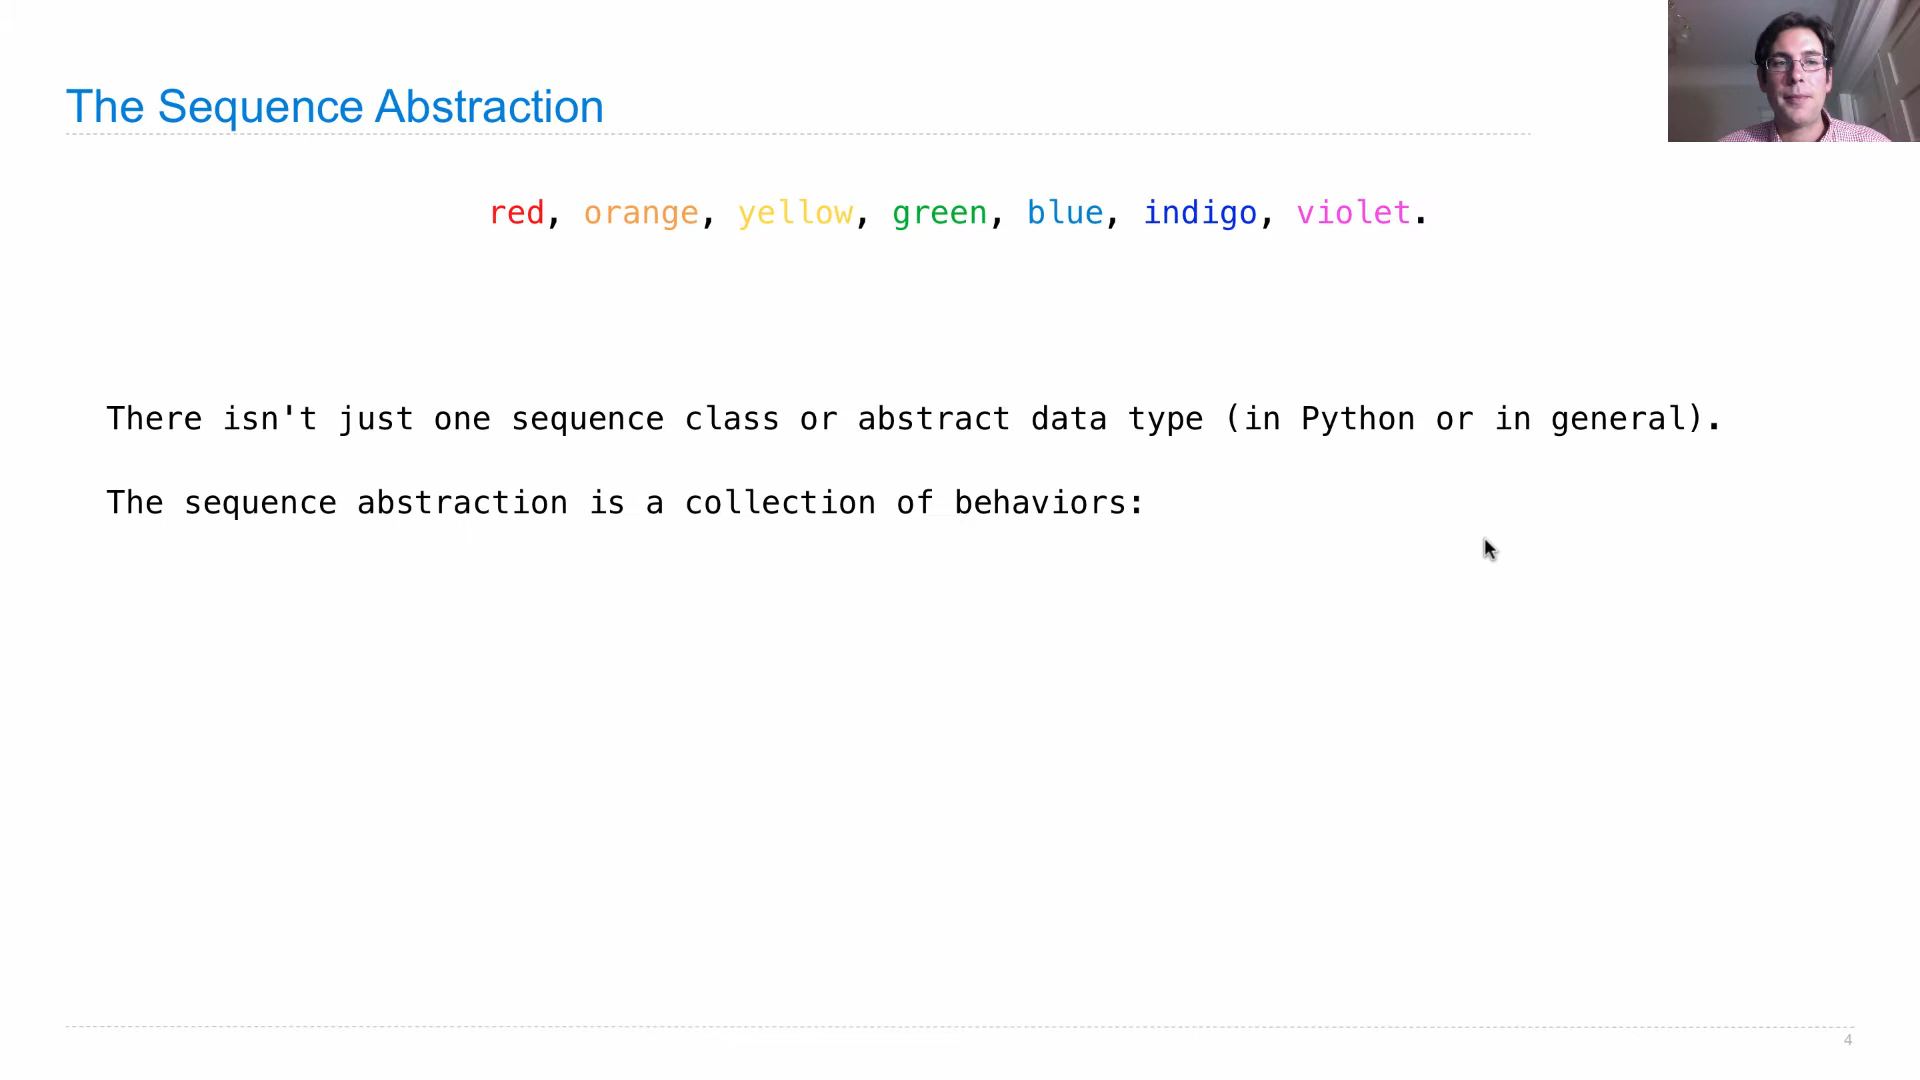 The Sequence Abstraction
red, orange, yellow, green, blue, indigo, violet.
There isn't just one sequence class or abstract data type (in Python or in general).
The sequence abstraction is a collection of behaviors:
4